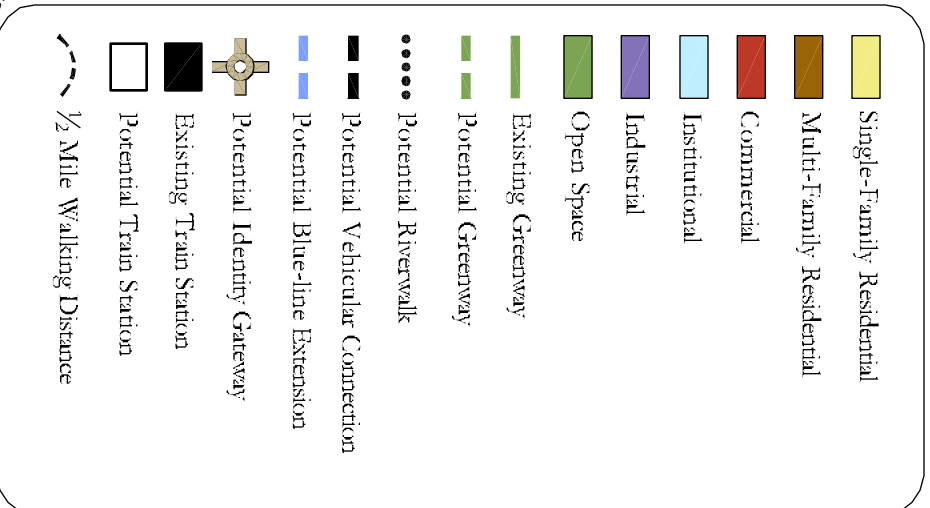 Single-Family Residential
Multi-Family Residential
Commercial
Institutional
Industrial
Open Space
Existing Greenway
Potential Greenway
Potential Riverwalk
Potential Vehicular Connection
Potential Blue-line Extension
Potential Identity Gateway
Existing Train Station
Potential Train Station
½ Mile Walking Distance